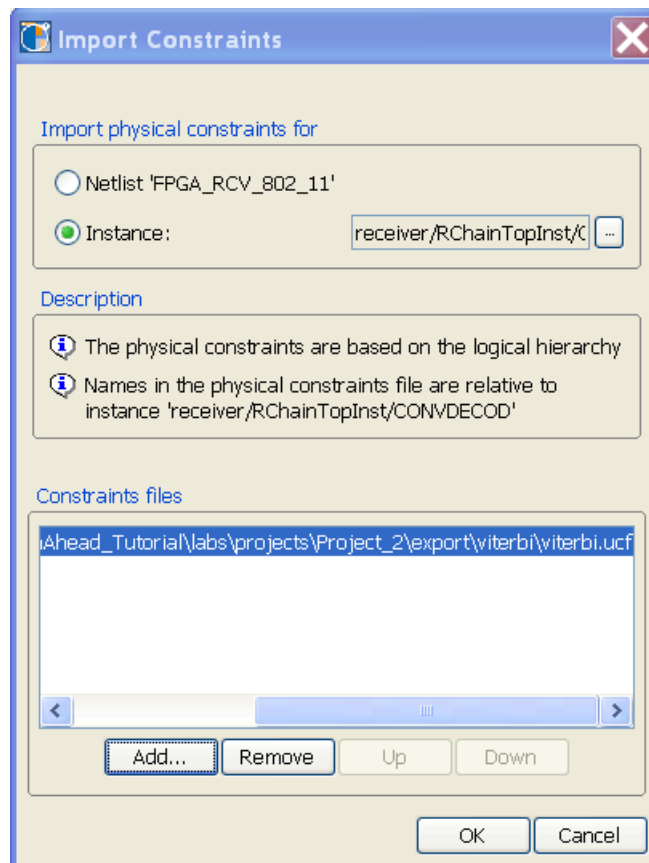 Import Constraints
Import physical constraints for
Netlist 'FPGA_RCV_802_11'
Instance:
receiver/RChainTopInst/C
...
Description
The physical constraints are based on the logical hierarchy
Names in the physical constraints file are relative to
instance 'receiver/RChainTopInst/CONVDECOD'
Constraints files
Ahead_Tutorial\labs\projects\Project_2\export\viterbi\viterbi.ucf
Add... Remove Up Down
OK Cancel